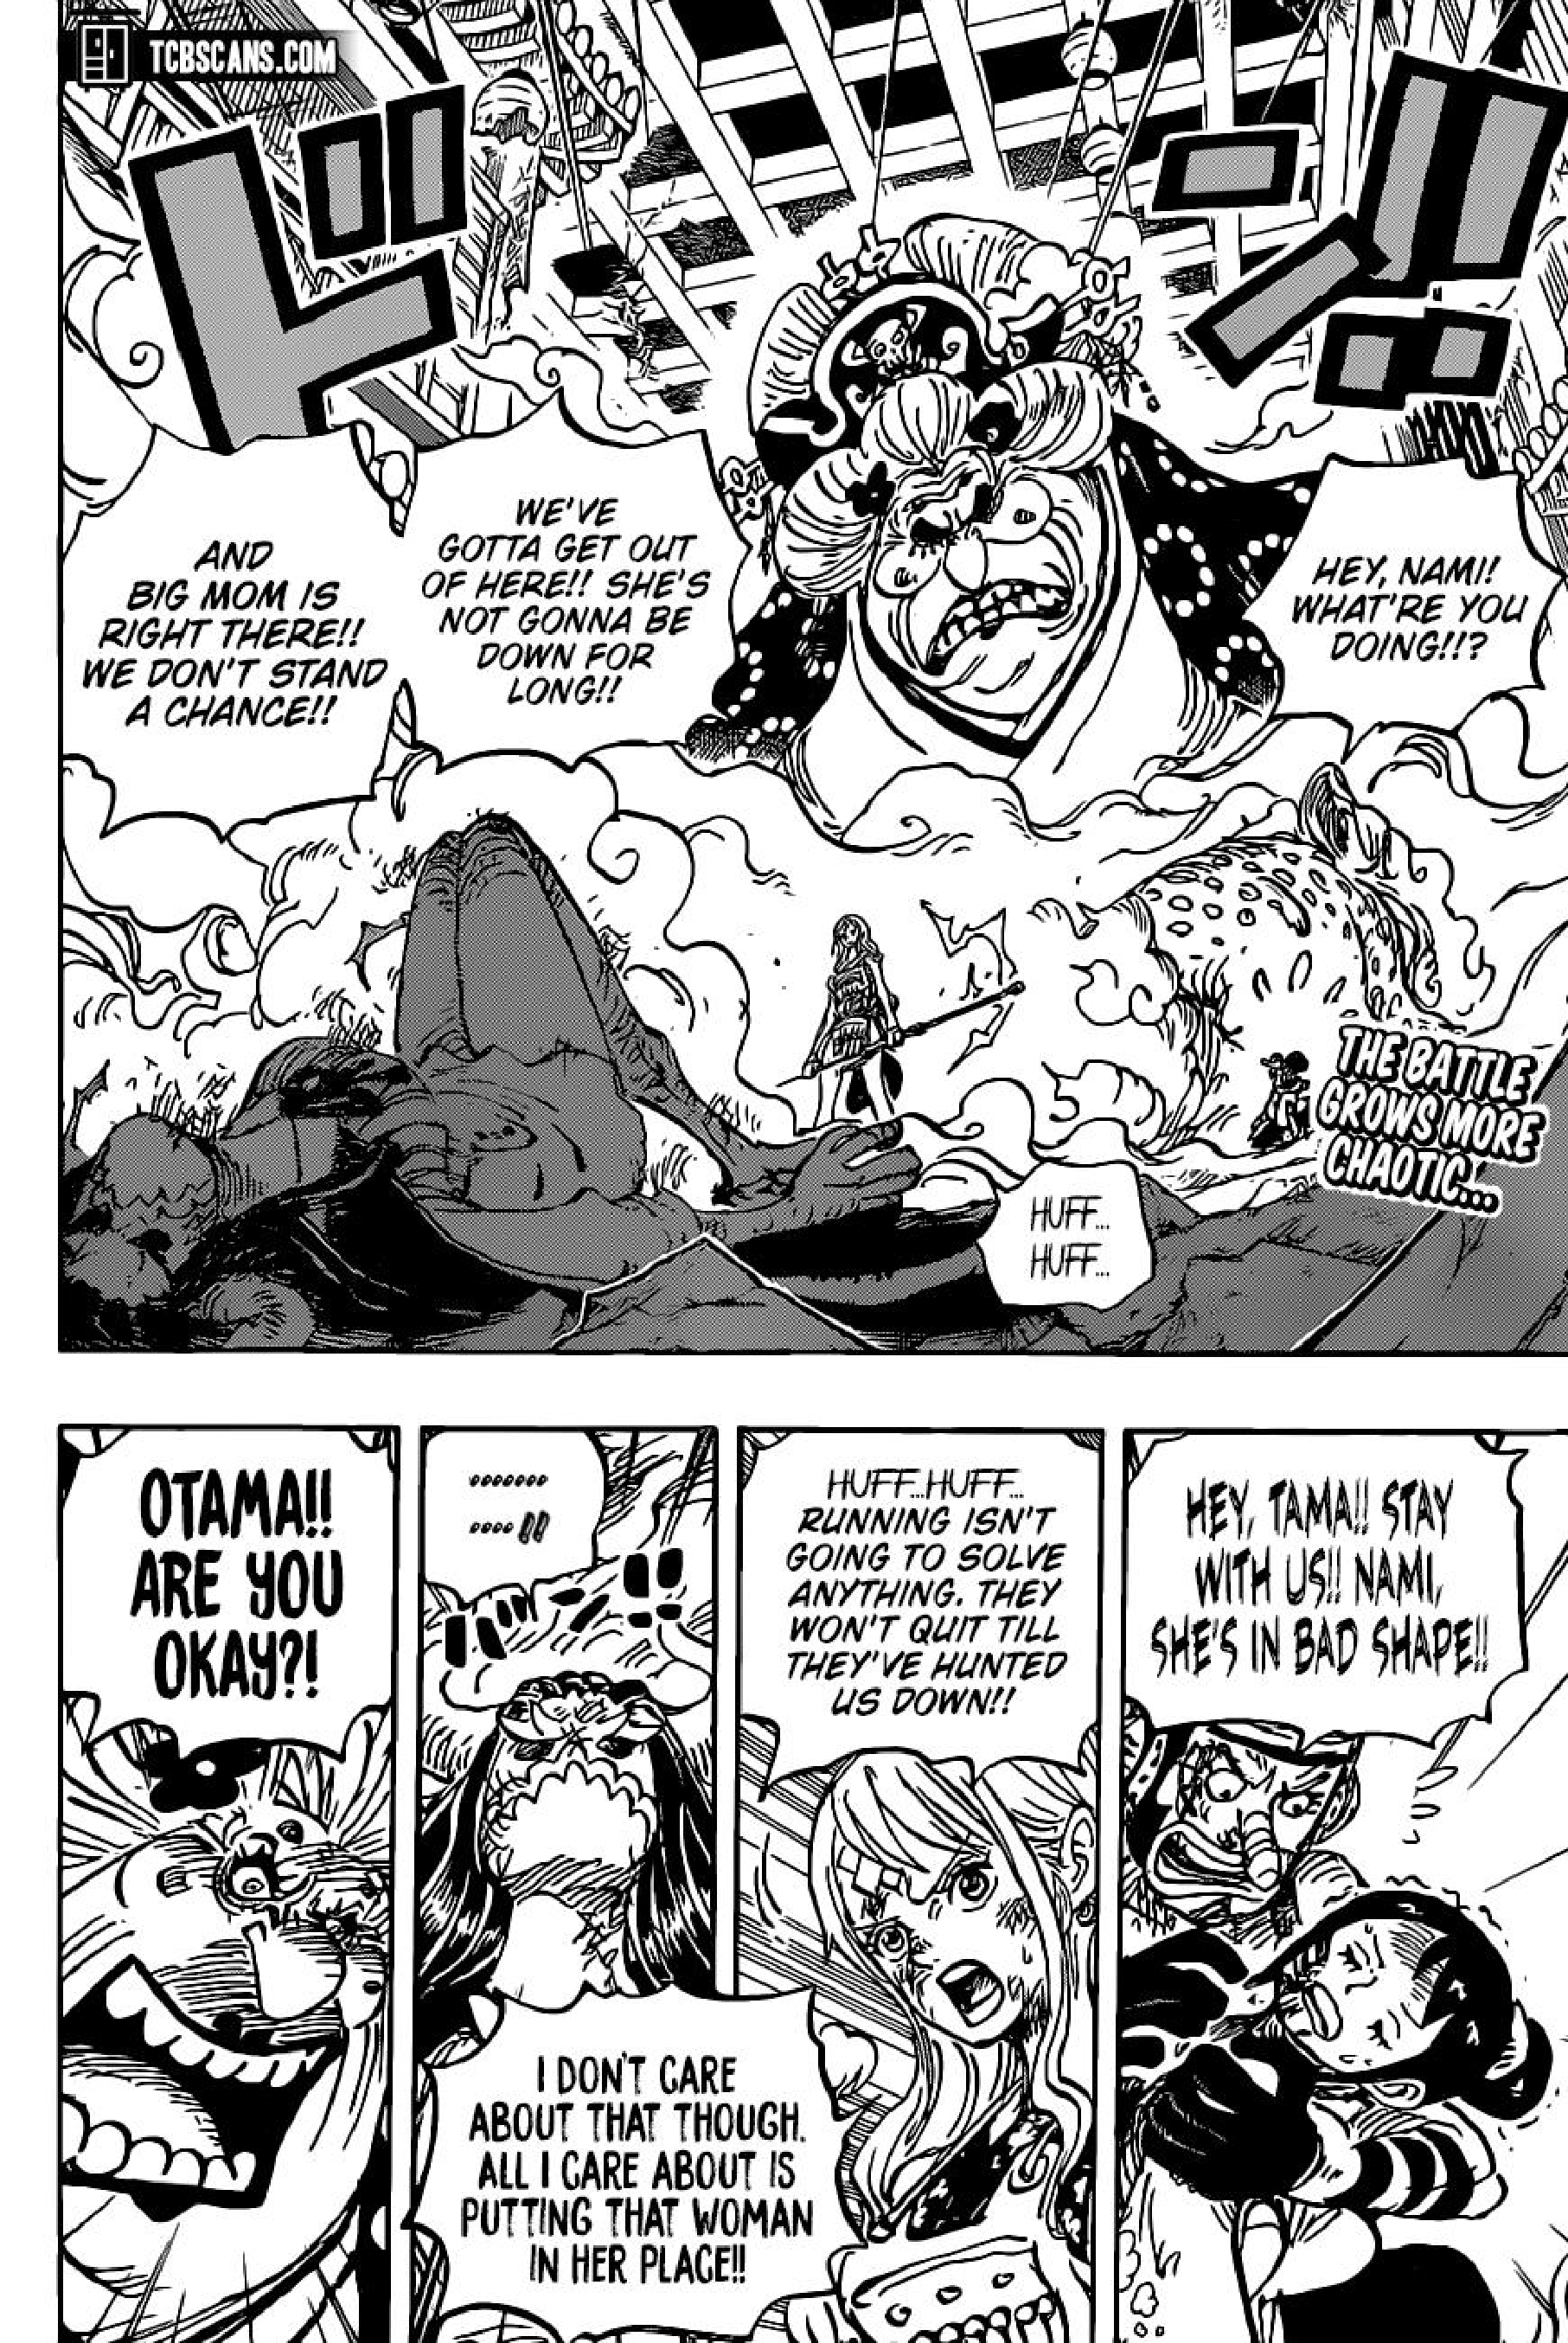 TCBSCANS.COM
ドン!!
HEY, NAMI!
WHAT'RE YOU
DOING!!?
WE'VE
GOTTA GET OUT
OF HERE!! SHE'S
NOT GONNA BE
DOWN FOR
LONG!!
AND
BIG MOM IS
RIGHT THERE!!
WE DON'T STAND
A CHANCE!!
THE BATTLE
GROWS MORE
CHAOTIC...
HUFF...
HUFF...
HEY, TAMA!! STAY
WITH US!! NAMI,
SHE'S IN BAD SHAPE!!
HUFF...HUFF...
RUNNING ISN'T
GOING TO SOLVE
ANYTHING. THEY
WON'T QUIT TILL
THEY'VE HUNTED
US DOWN!!
I DON'T CARE
ABOUT THAT THOUGH.
ALL I CARE ABOUT IS
PUTTING THAT WOMAN
IN HER PLACE!!
.......
....!!
OTAMA!!
ARE YOU
OKAY?!